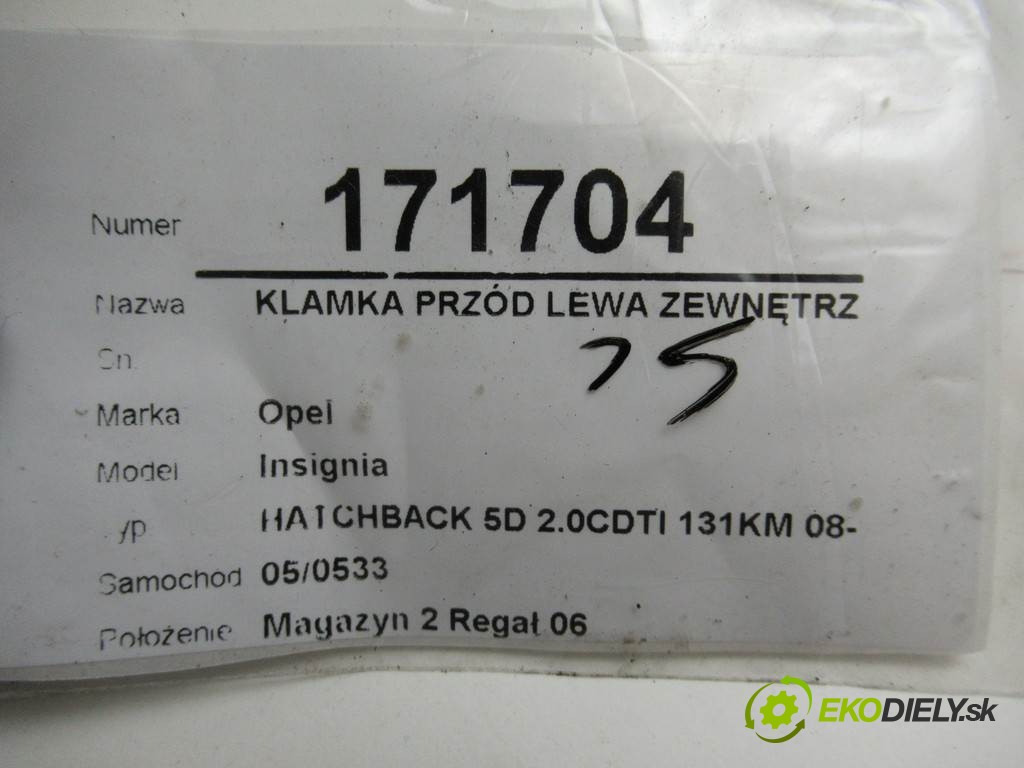 Numer 171704
Nazwa KLAMKA PRZÓD LEWA ZEWNĘTRZ
Sn.
75
Marka Opel
Model Insignia
Typ HATCHBACK 5D 2.0CDTI 131KM 08-
Samochod 05/0533
Położenie Magazyn 2 Regał 06
EKODIELY.sk